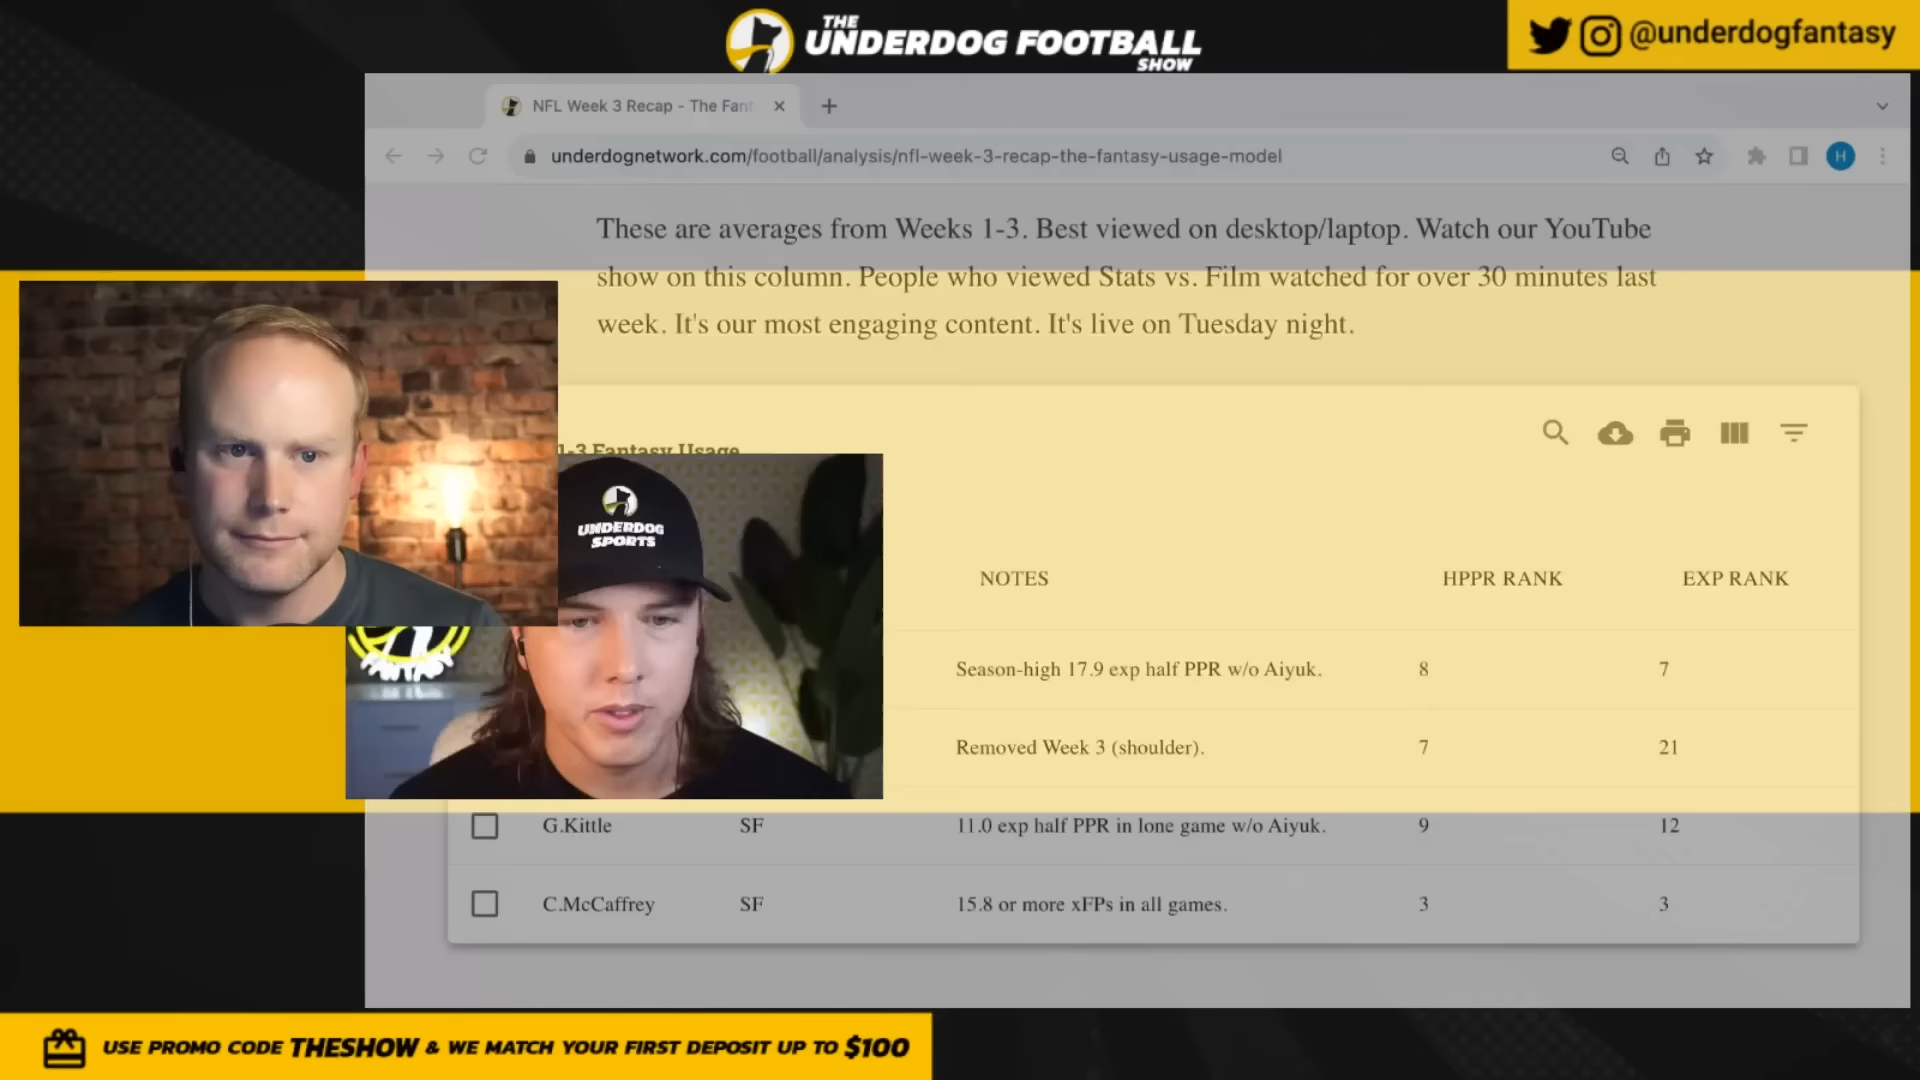 THE
UNDERDOG FOOTBALL
SHOW
@underdogfantasy
NFL Week 3 Recap - The Fant
underdognetwork.com/football/analysis/nfl-week-3-recap-the-fantasy-usage-model
H
These are averages from Weeks 1-3. Best viewed on desktop/laptop. Watch our YouTube
show on this column. People who viewed Stats vs. Film watched for over 30 minutes last
week. It's our most engaging content. It's live on Tuesday night.
1-3 Fantasy Usage
UNDERDOG
SPORTS
FANTASY
NOTES HPPR RANK EXP RANK
Season-high 17.9 exp half PPR w/o Aiyuk. 8 7
Removed Week 3 (shoulder). 7 21
G.Kittle SF 11.0 exp half PPR in lone game w/o Aiyuk. 9 12
C.McCaffrey SF 15.8 or more xFPs in all games. 3 3
USE PROMO CODE THESHOW & WE MATCH YOUR FIRST DEPOSIT UP TO $100